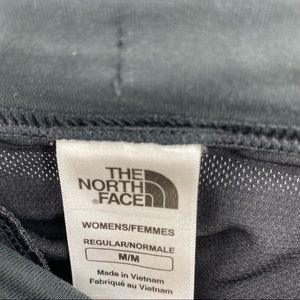 THE
NORTH
FACE
WOMENS/FEMMES
REGULAR/NORMALE
M/M
Made in Vietnam
Fabriqué au Vietnam